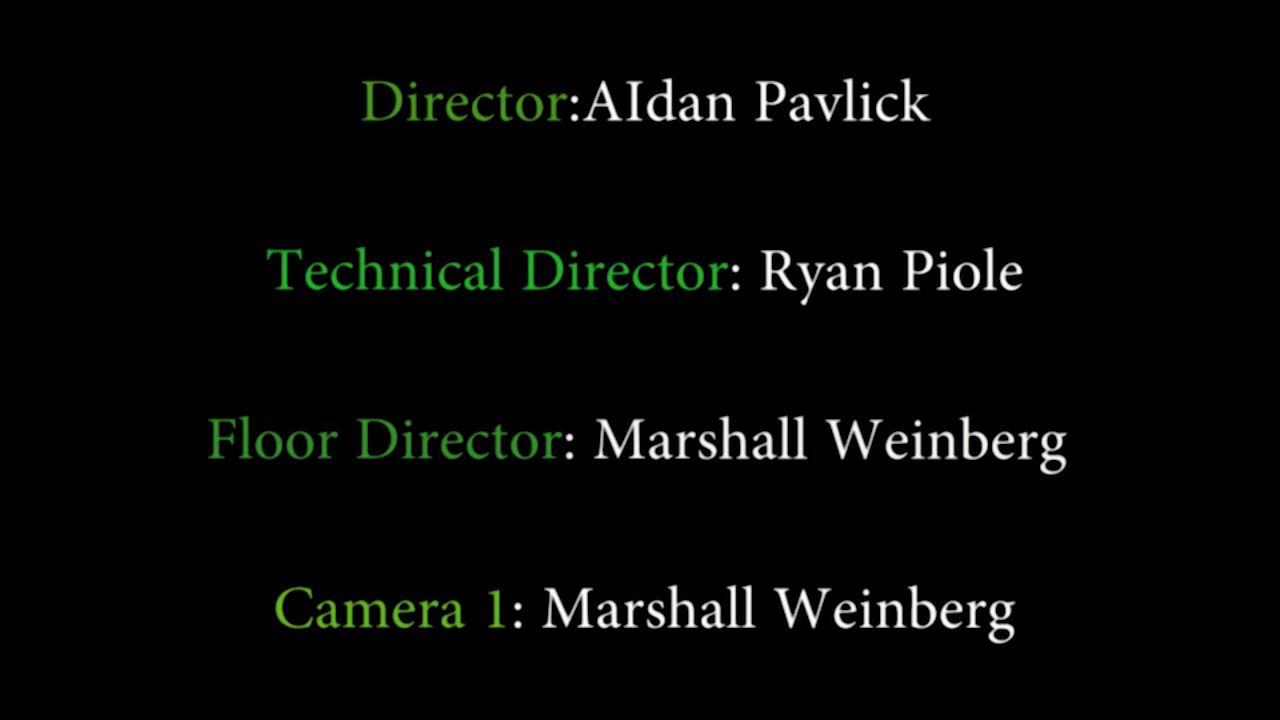 Director:AIdan Pavlick
Technical Director: Ryan Piole
Floor Director: Marshall Weinberg
Camera 1: Marshall Weinberg